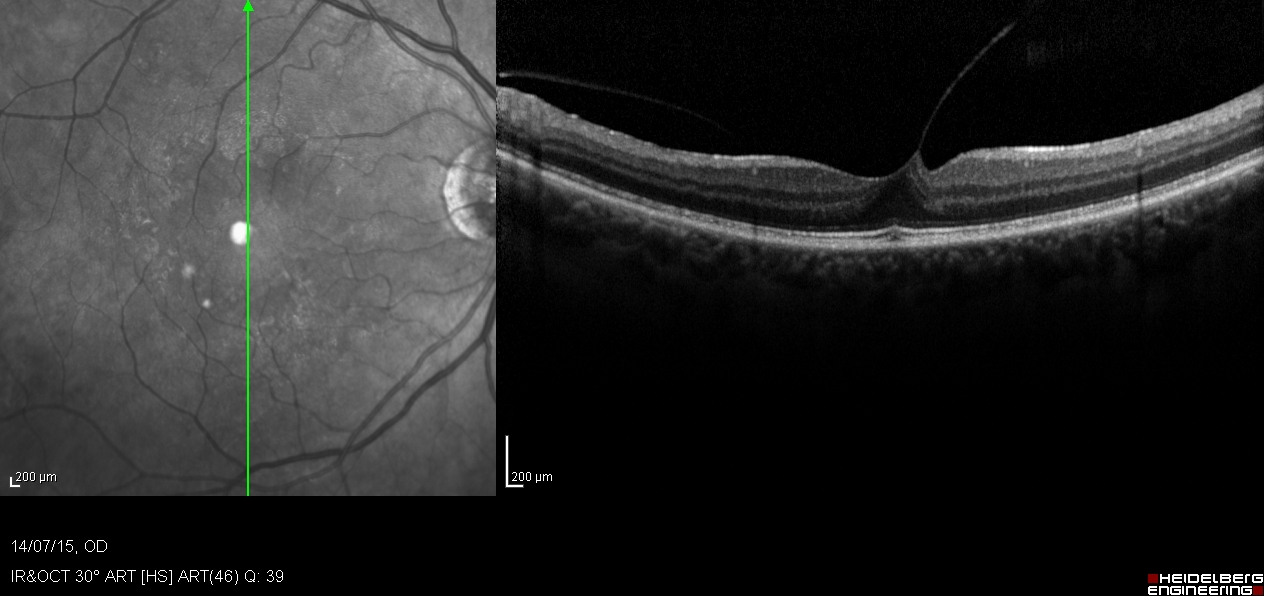 200 µm
200 µm
14/07/15, OD
IR&OCT 30° ART [HS] ART(46) Q: 39
HEIDELBERG
ENGINEERING